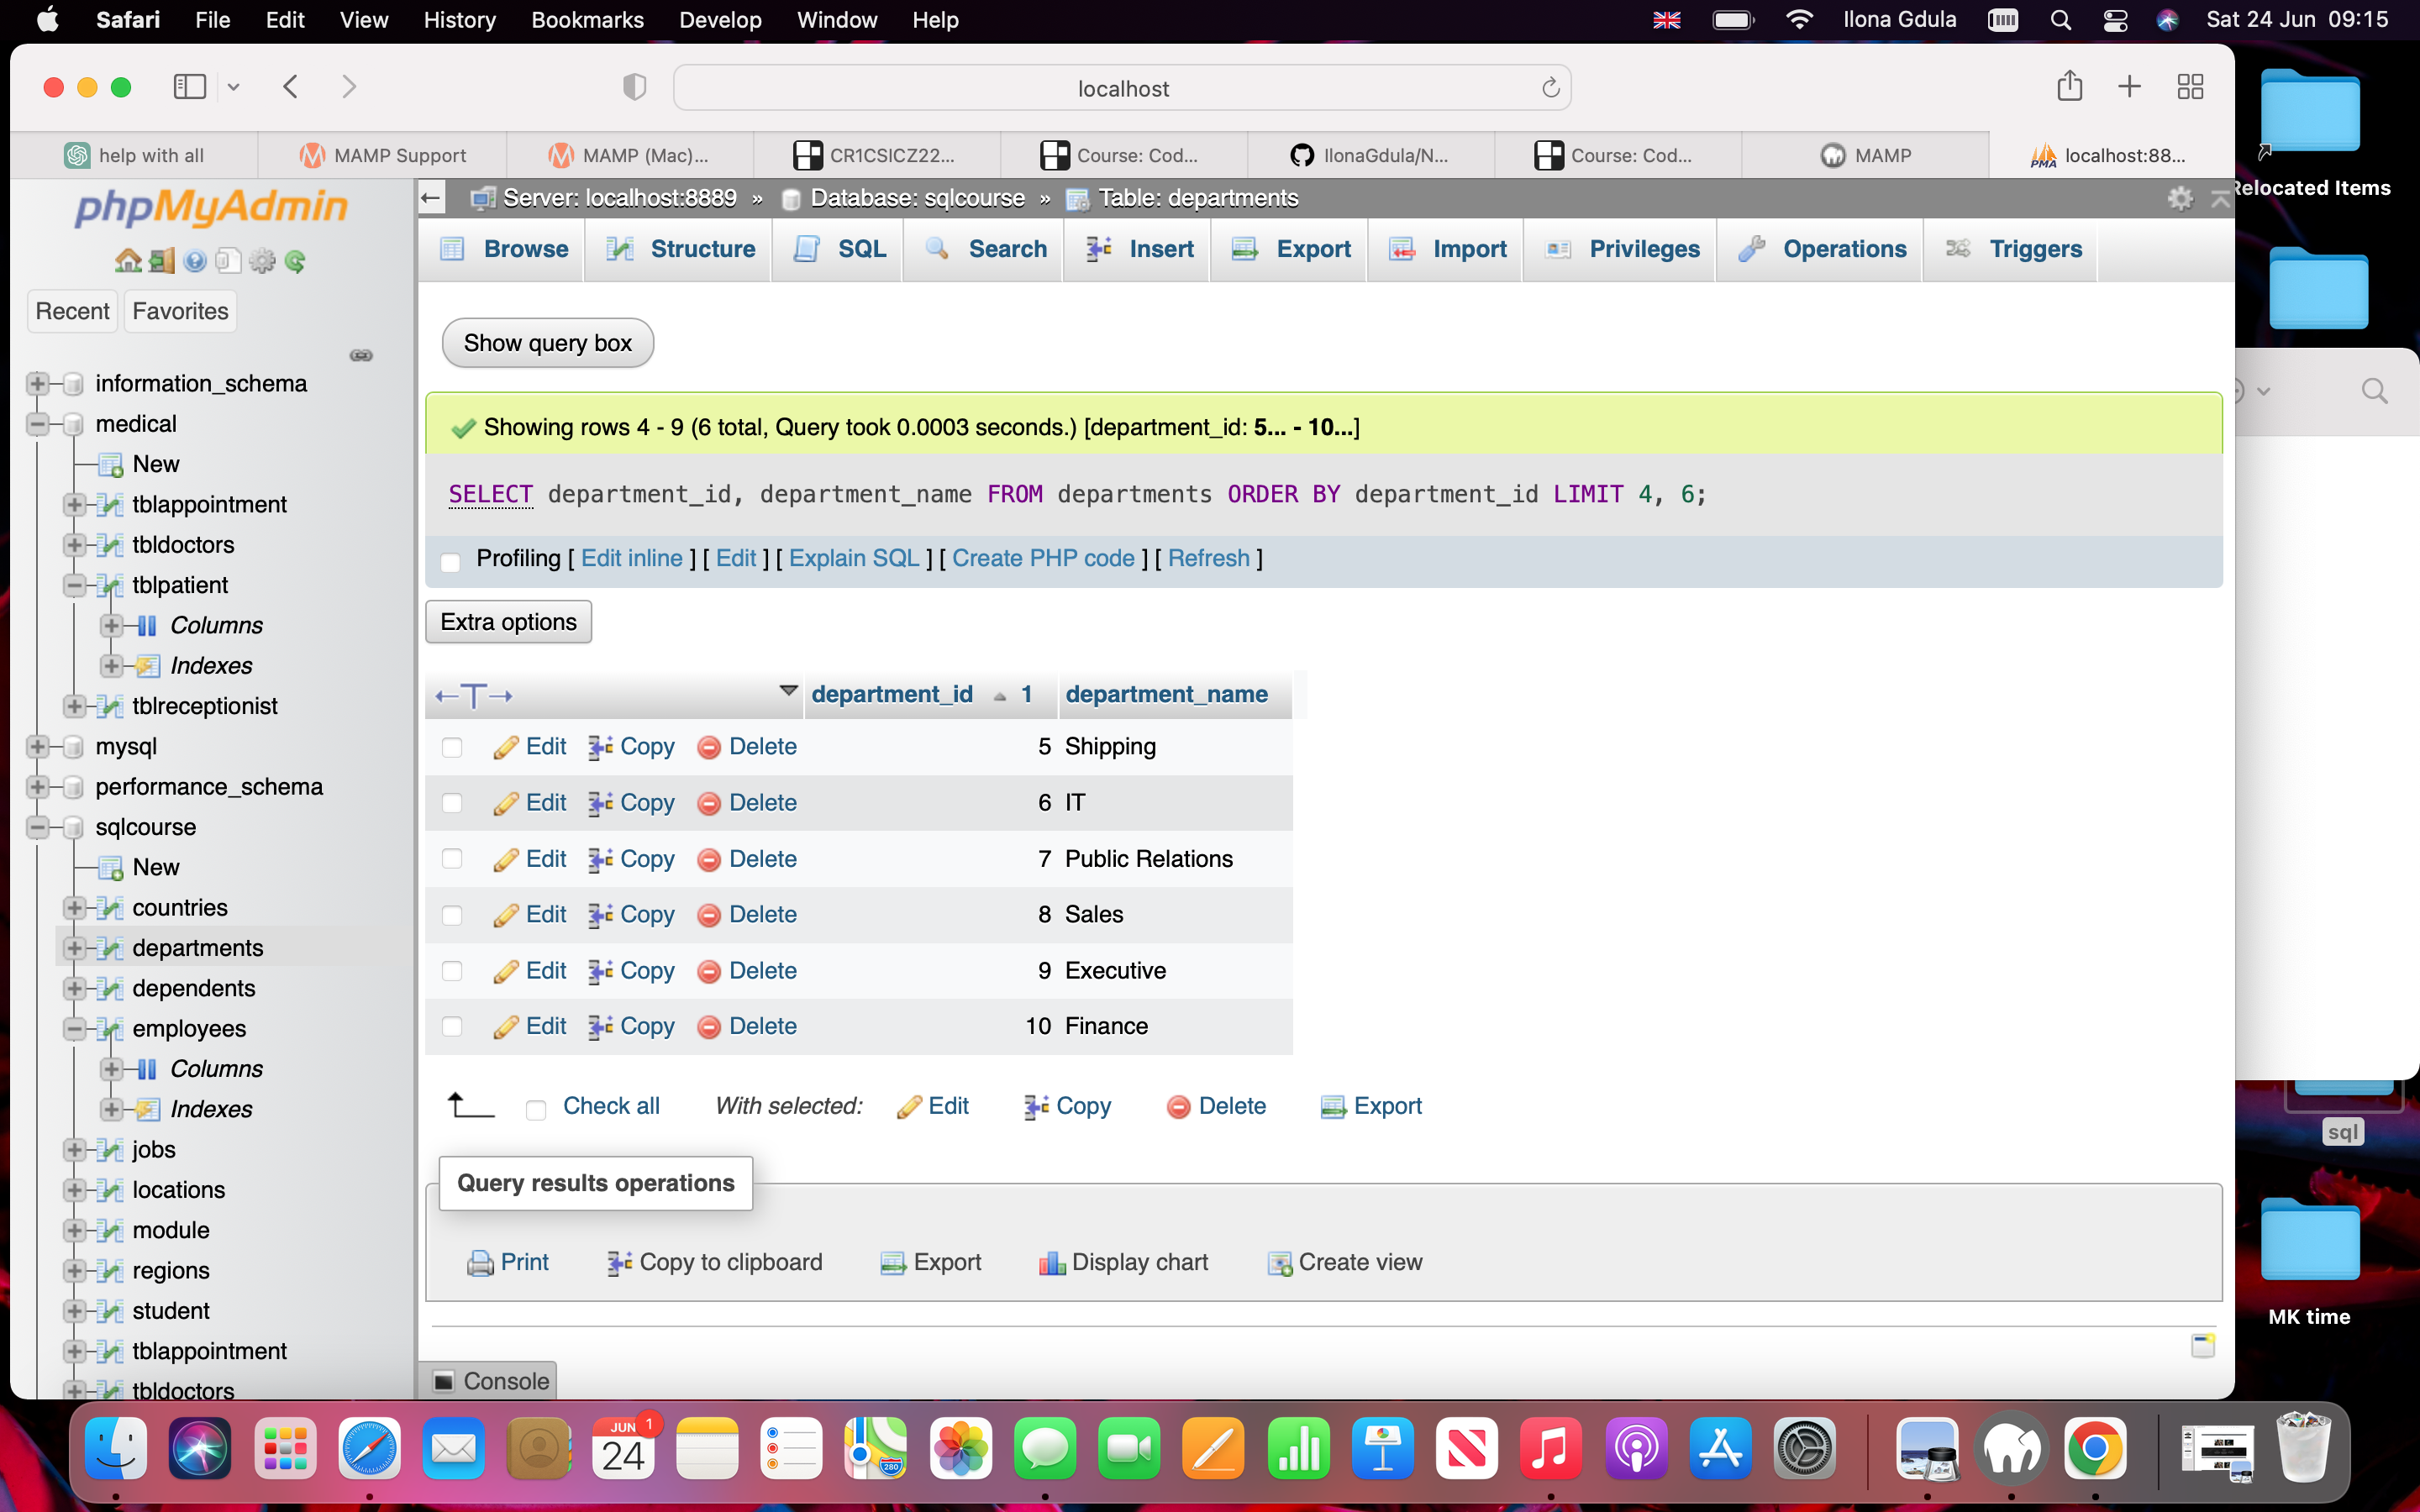 Safari File Edit View History Bookmarks Develop Window Help Ilona Gdula Sat 24 Jun 09:15
localhost
help with all MAMP Support MAMP (Mac)... CR1CSICZ22... Course: Cod... IlonaGdula/N... Course: Cod... MAMP PMA localhost:88...
phpMyAdmin
Recent Favorites
information_schema
medical
New
tblappointment
tbldoctors
tblpatient
Columns
Indexes
tblreceptionist
mysql
performance_schema
sqlcourse
New
countries
departments
dependents
employees
Columns
Indexes
jobs
locations
module
regions
student
tblappointment
tbldoctors
Server: localhost:8889 » Database: sqlcourse » Table: departments
Browse Structure SQL Search Insert Export Import Privileges Operations Triggers
Show query box
Showing rows 4 - 9 (6 total, Query took 0.0003 seconds.) [department_id: 5... - 10...]
SELECT department_id, department_name FROM departments ORDER BY department_id LIMIT 4, 6;
Profiling [ Edit inline ] [ Edit ] [ Explain SQL ] [ Create PHP code ] [ Refresh ]
Extra options
←T→ department_id 1 department_name
Edit Copy Delete 5 Shipping
Edit Copy Delete 6 IT
Edit Copy Delete 7 Public Relations
Edit Copy Delete 8 Sales
Edit Copy Delete 9 Executive
Edit Copy Delete 10 Finance
Check all With selected: Edit Copy Delete Export
Query results operations
Print Copy to clipboard Export Display chart Create view
Console
Relocated Items
sql
MK time
JUN 1
24
280